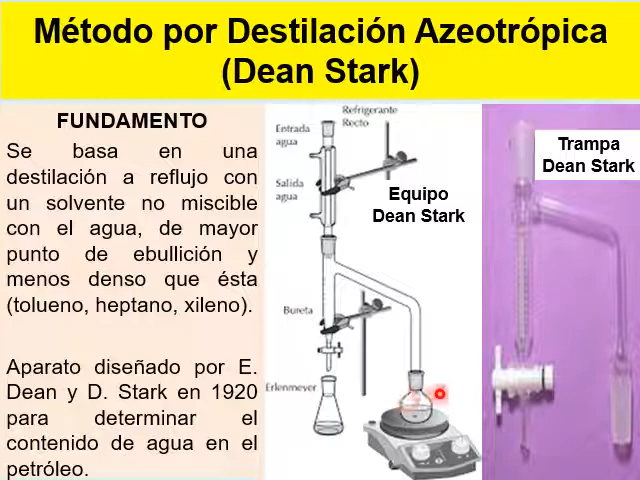 Método por Destilación Azeotrópica
(Dean Stark)
FUNDAMENTO
Se basa en una
destilación a reflujo con
un solvente no miscible
con el agua, de mayor
punto de ebullición y
menos denso que ésta
(tolueno, heptano, xileno).
Aparato diseñado por E.
Dean y D. Stark en 1920
para determinar el
contenido de agua en el
petróleo.
Refrigerante
Recto
Entrada
agua
Salida
agua
Equipo
Dean Stark
Bureta
Erlenmeyer
Trampa
Dean Stark